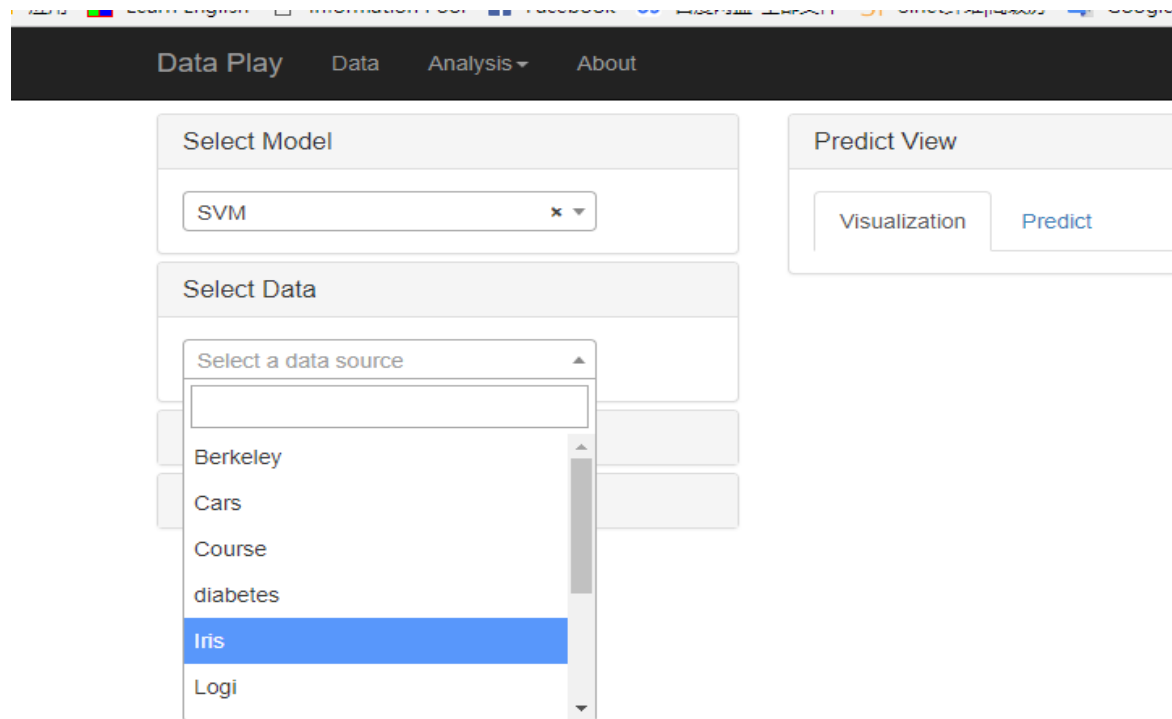 Data Play Data Analysis About
Select Model
Predict View
SVM
Visualization Predict
Select Data
Select a data source
Berkeley
Cars
Course
diabetes
Iris
Logi